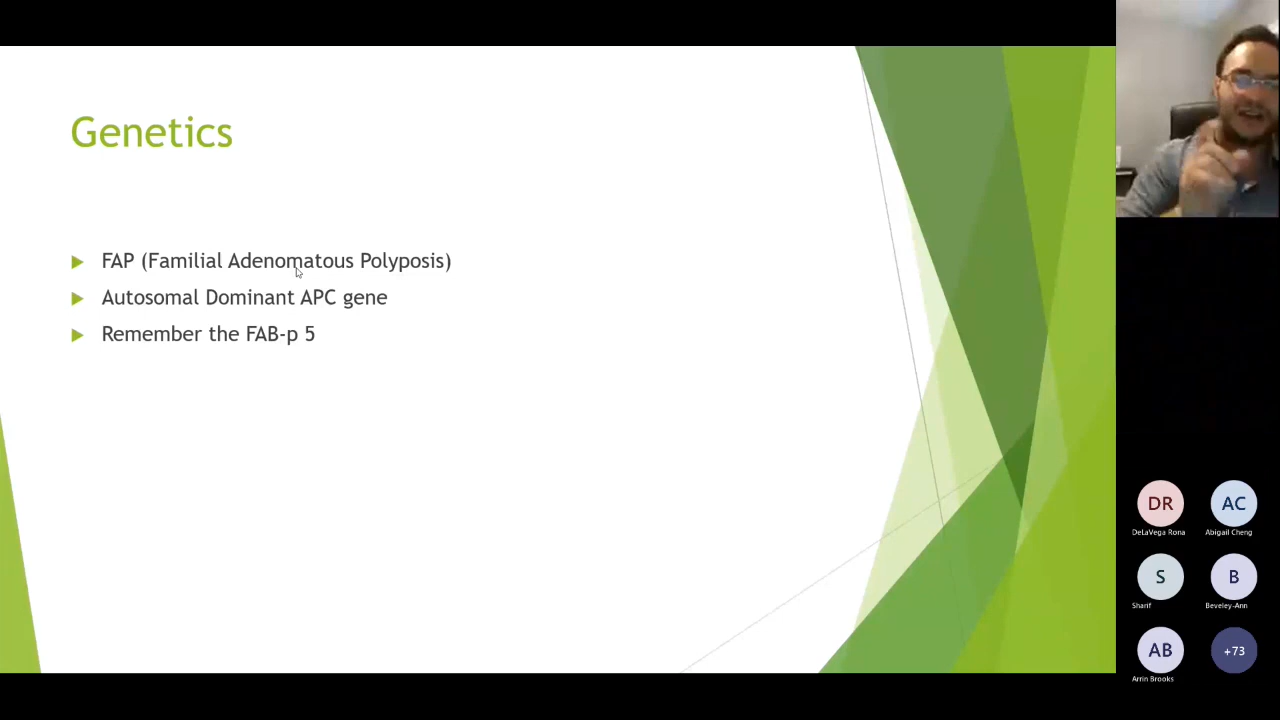 Genetics
FAP (Familial Adenomatous Polyposis)
Autosomal Dominant APC gene
Remember the FAB-p 5
DR
AC
DeLaVega Rona
Abigail Cheng
S
B
Sharif
Beveley-Ann
AB
+73
Arrin Brooks